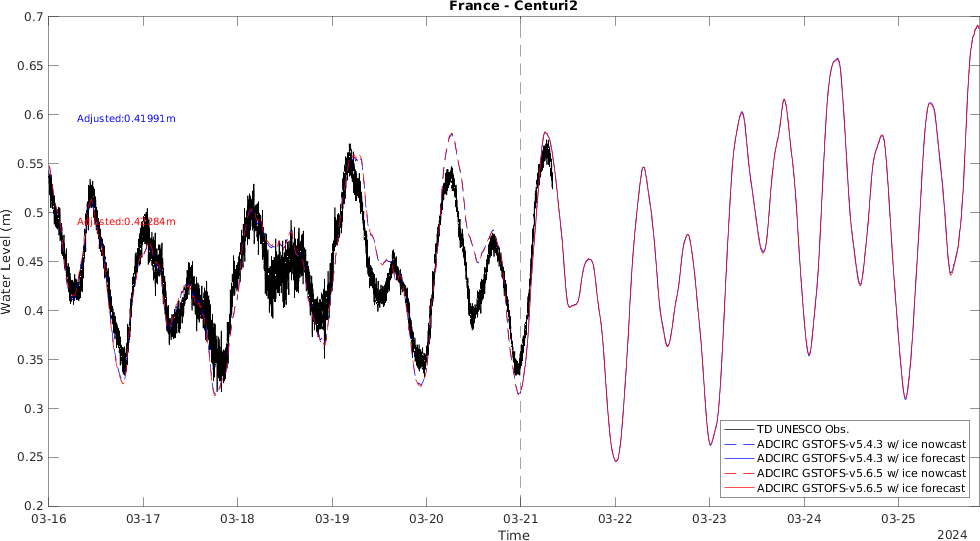 France - Centuri2
0.7
0.65
0.6
0.55
0.5
0.45
0.4
0.35
0.3
0.25
0.2
Water Level (m)
Adjusted:0.41991m
TD UNESCO Obs.
ADCIRC GSTOFS-v5.4.3 w/ ice nowcast
ADCIRC GSTOFS-v5.4.3 w/ ice forecast
ADCIRC GSTOFS-v5.6.5 w/ ice nowcast
ADCIRC GSTOFS-v5.6.5 w/ ice forecast
03-16 03-17 03-18 03-19 03-20 03-21 03-22 03-23 03-24 03-25
Time
2024